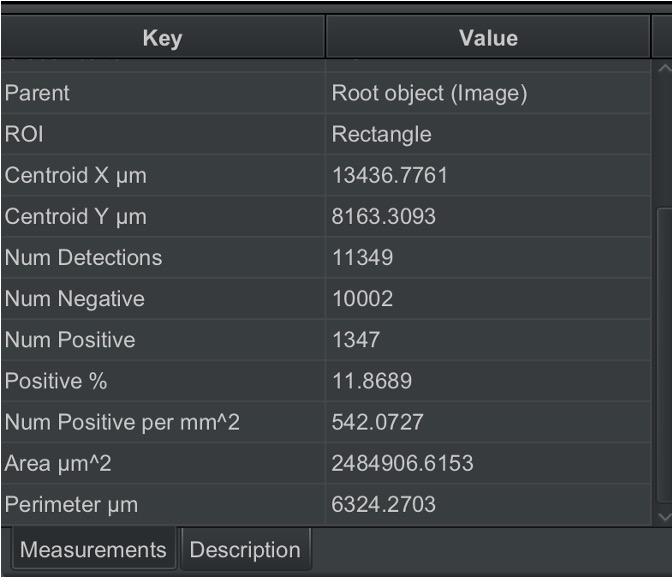 Key Value
Parent Root object (Image)
ROI Rectangle
Centroid X µm 13436.7761
Centroid Y µm 8163.3093
Num Detections 11349
Num Negative 10002
Num Positive 1347
Positive % 11.8689
Num Positive per mm^2 542.0727
Area µm^2 2484906.6153
Perimeter µm 6324.2703
Measurements Description